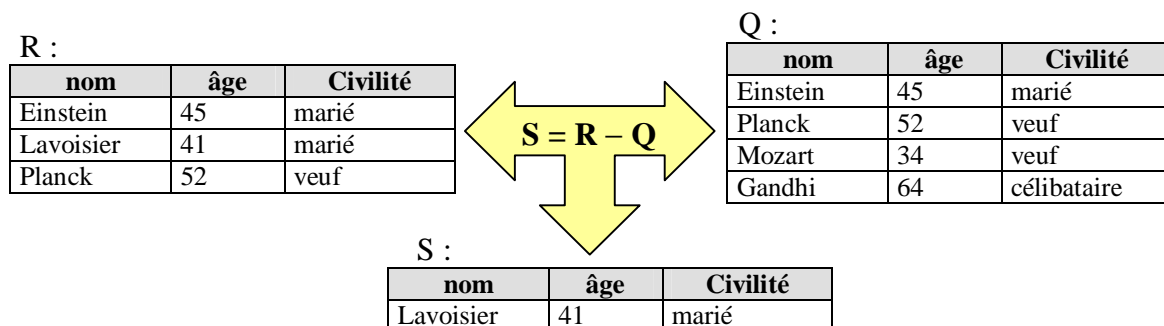 R :
nom âge Civilité
Einstein 45 marié
Lavoisier 41 marié
Planck 52 veuf
S = R – Q
Q :
nom âge Civilité
Einstein 45 marié
Planck 52 veuf
Mozart 34 veuf
Gandhi 64 célibataire
S :
nom âge Civilité
Lavoisier 41 marié